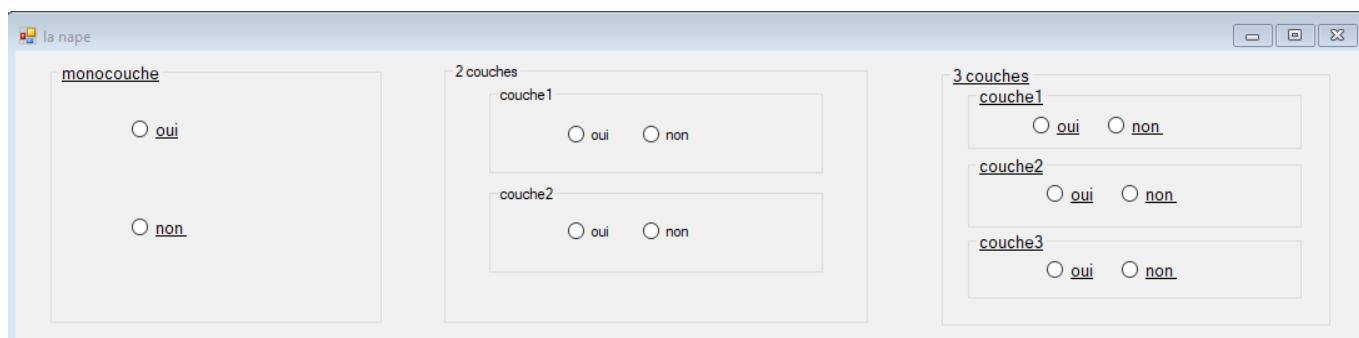 la nape
monocouche
oui
non
2 couches
couche1
oui non
couche2
oui non
3 couches
couche1
oui non
couche2
oui non
couche3
oui non